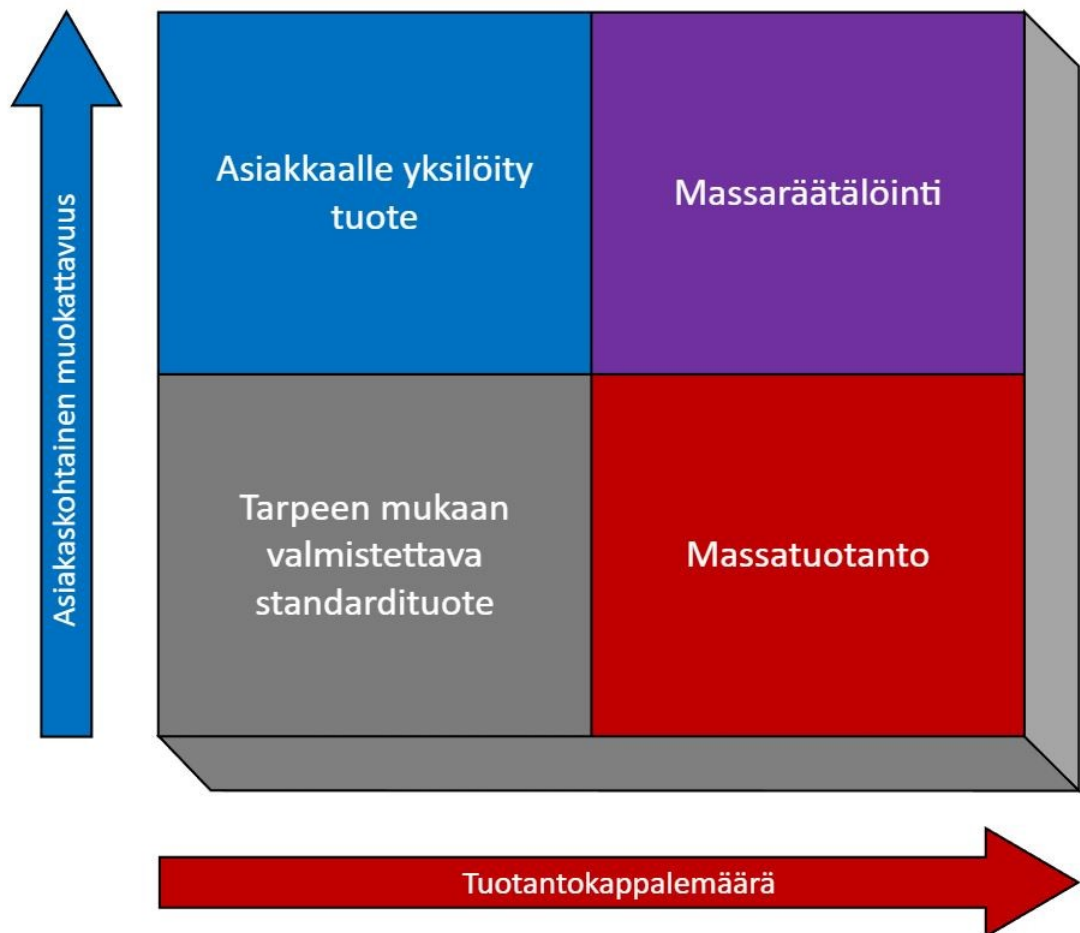 Asiakaskohtainen muokattavuus
Asiakkaalle yksilöity
tuote
Massaräätälöinti
Tarpeen mukaan
valmistettava
standardituote
Massatuotanto
Tuotantokappalemäärä